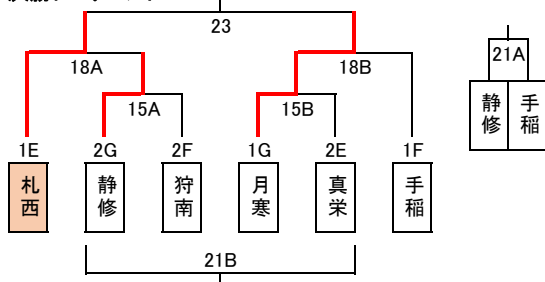 23
18A 18B 21A
15A 15B
静修 手稲
1E 2G 2F 1G 2E 1F
札西 静修 狩南 月寒 真栄 手稲
21B